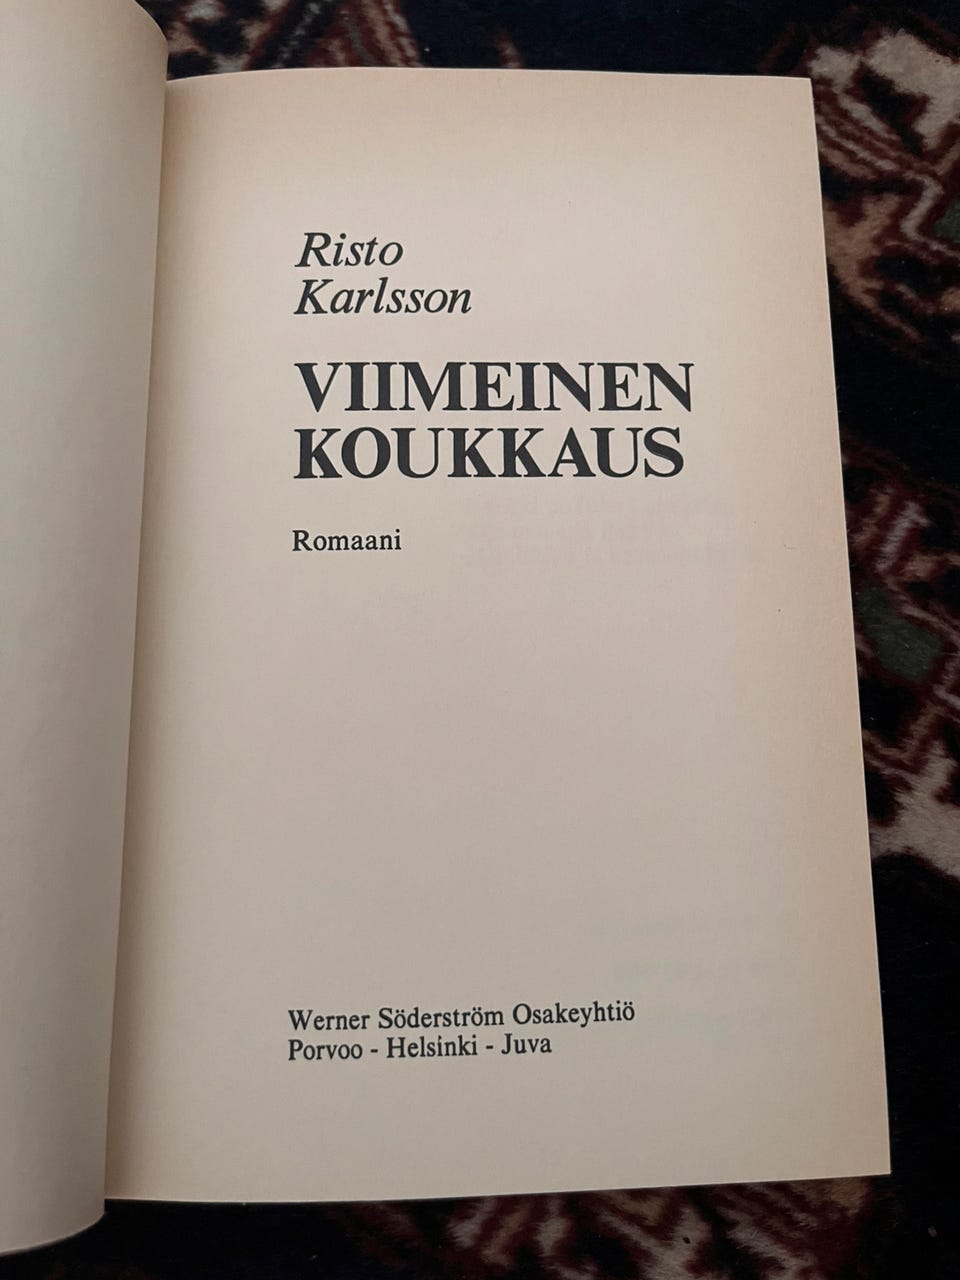 Risto
Karlsson
VIIMEINEN
KOUKKAUS
Romaani
Werner Söderström Osakeyhtiö
Porvoo - Helsinki - Juva